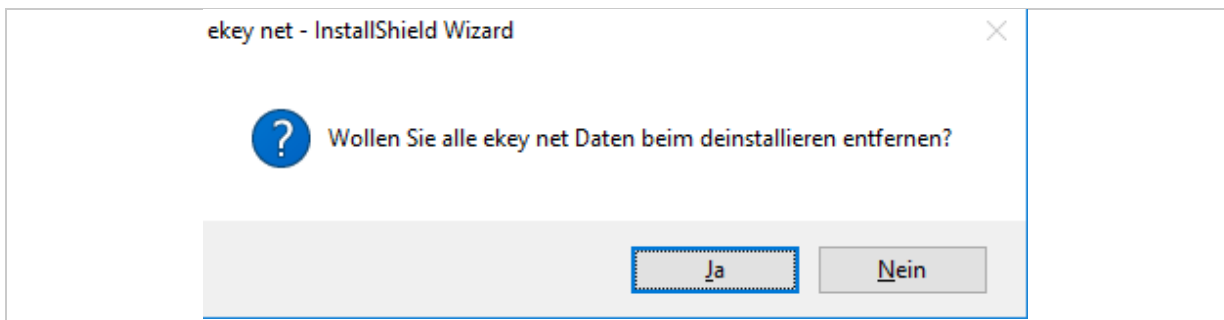 ekey net - InstallShield Wizard
Wollen Sie alle ekey net Daten beim deinstallieren entfernen?
Ja
Nein